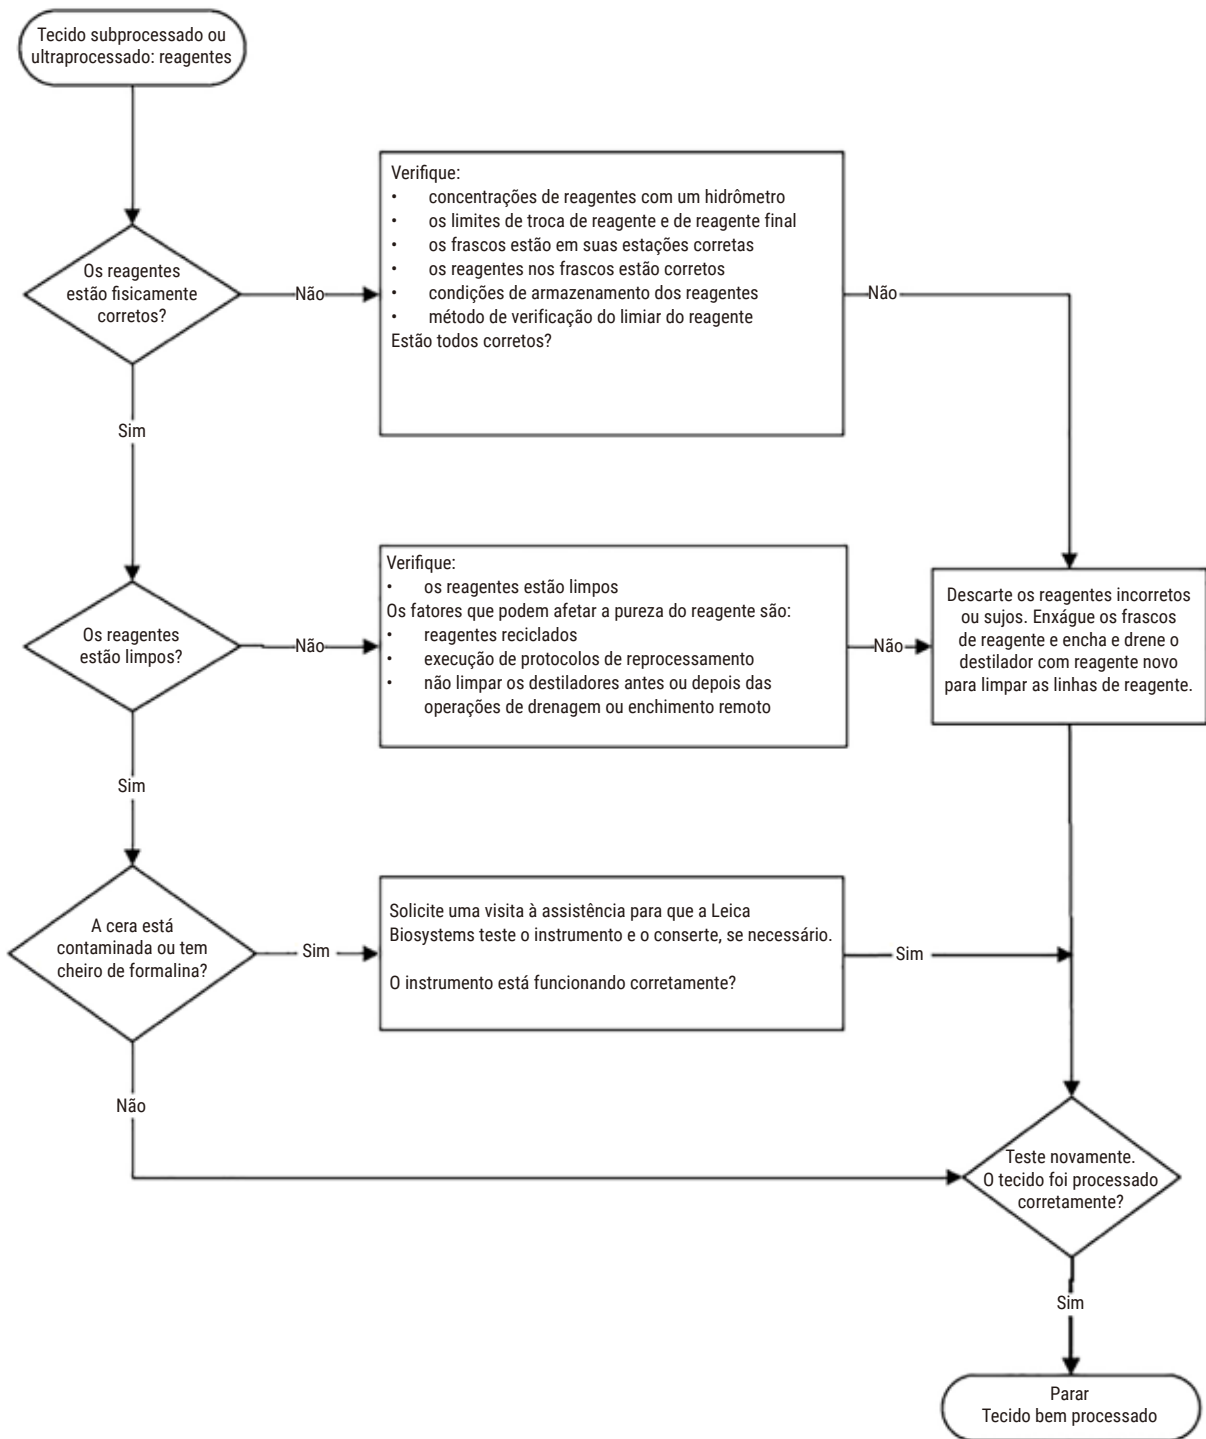 Tecido subprocessado ou
ultraprocessado: reagentes
Verifique:
• concentrações de reagentes com um hidrômetro
• os limites de troca de reagente e de reagente final
• os frascos estão em suas estações corretas
• os reagentes nos frascos estão corretos
• condições de armazenamento dos reagentes
• método de verificação do limiar do reagente
Estão todos corretos?
Os reagentes
estão fisicamente
corretos?
Não
Não
Sim
Verifique:
• os reagentes estão limpos
Os fatores que podem afetar a pureza do reagente são:
• reagentes reciclados
• execução de protocolos de reprocessamento
• não limpar os destiladores antes ou depois das
operações de drenagem ou enchimento remoto
Os reagentes
estão limpos?
Não
Não
Descarte os reagentes incorretos
ou sujos. Enxágue os frascos
de reagente e encha e drene o
destilador com reagente novo
para limpar as linhas de reagente.
Sim
A cera está
contaminada ou tem
cheiro de formalina?
Sim
Solicite uma visita à assistência para que a Leica
Biosystems teste o instrumento e o conserte, se necessário.
O instrumento está funcionando corretamente?
Sim
Não
Teste novamente.
O tecido foi processado
corretamente?
Sim
Parar
Tecido bem processado